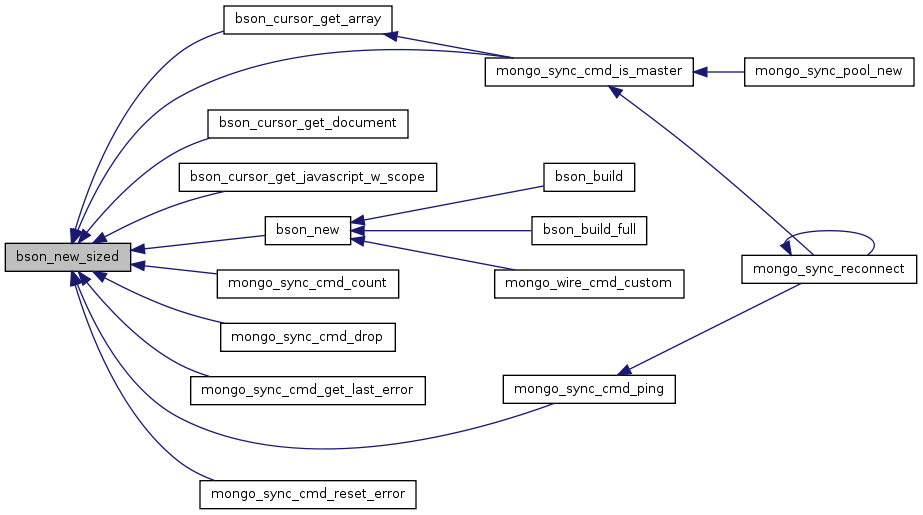 bson_cursor_get_array
mongo_sync_cmd_is_master
mongo_sync_pool_new
bson_cursor_get_document
bson_cursor_get_javascript_w_scope
bson_build
bson_new
bson_build_full
bson_new_sized
mongo_sync_reconnect
mongo_sync_cmd_count
mongo_wire_cmd_custom
mongo_sync_cmd_drop
mongo_sync_cmd_get_last_error
mongo_sync_cmd_ping
mongo_sync_cmd_reset_error